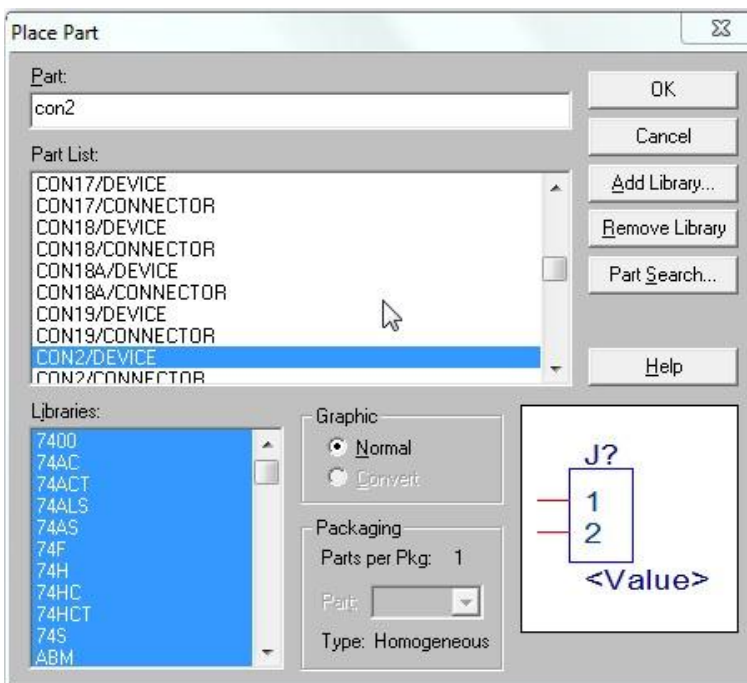 Place Part
Part:
con2
OK
Cancel
Part List:
CON17/DEVICE
CON17/CONNECTOR
CON18/DEVICE
CON18/CONNECTOR
CON18A/DEVICE
CON18A/CONNECTOR
CON19/DEVICE
CON19/CONNECTOR
CON2/DEVICE
CON2/CONNECTOR
Add Library...
Remove Library
Part Search...
Help
Libraries:
7400
74AC
74ACT
74ALS
74AS
74F
74H
74HC
74HCT
74S
ABM
Graphic
Normal
Convert
Packaging
Parts per Pkg: 1
Part:
Type: Homogeneous
J?
1
2
<Value>